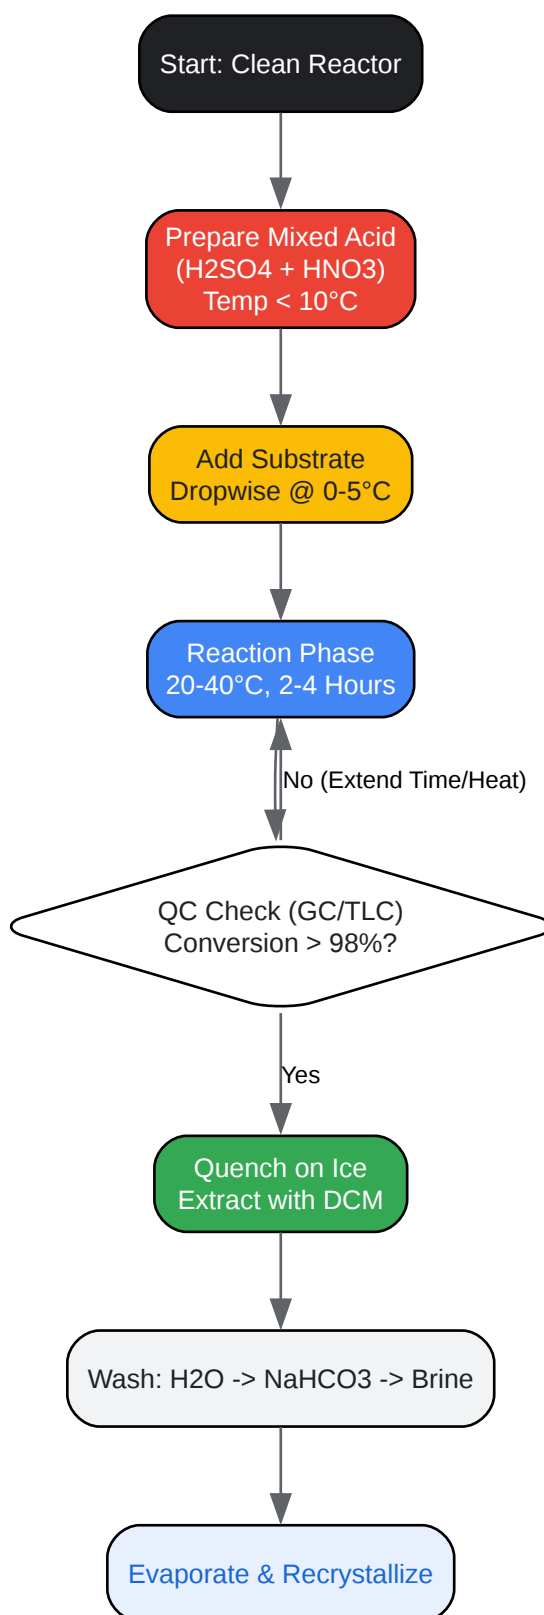 Start: Clean Reactor
Prepare Mixed Acid
(H2SO4 + HNO3)
Temp < 10°C
Add Substrate
Dropwise @ 0-5°C
Reaction Phase
20-40°C, 2-4 Hours
No (Extend Time/Heat)
QC Check (GC/TLC)
Conversion > 98%?
Yes
Quench on Ice
Extract with DCM
Wash: H2O -> NaHCO3 -> Brine
Evaporate & Recrystallize